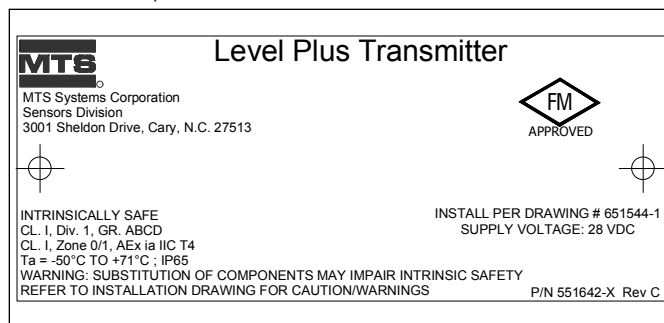 MTS
Level Plus Transmitter
MTS Systems Corporation
Sensors Division
3001 Sheldon Drive, Cary, N.C. 27513
FM
APPROVED
INTRINSICALLY SAFE
CL. I, Div. 1, GR. ABCD
CL. I, Zone 0/1, AEx ia IIC T4
Ta = -50°C TO +71°C ; IP65
WARNING: SUBSTITUTION OF COMPONENTS MAY IMPAIR INTRINSIC SAFETY
REFER TO INSTALLATION DRAWING FOR CAUTION/WARNINGS
INSTALL PER DRAWING # 651544-1
SUPPLY VOLTAGE: 28 VDC
P/N 551642-X Rev C